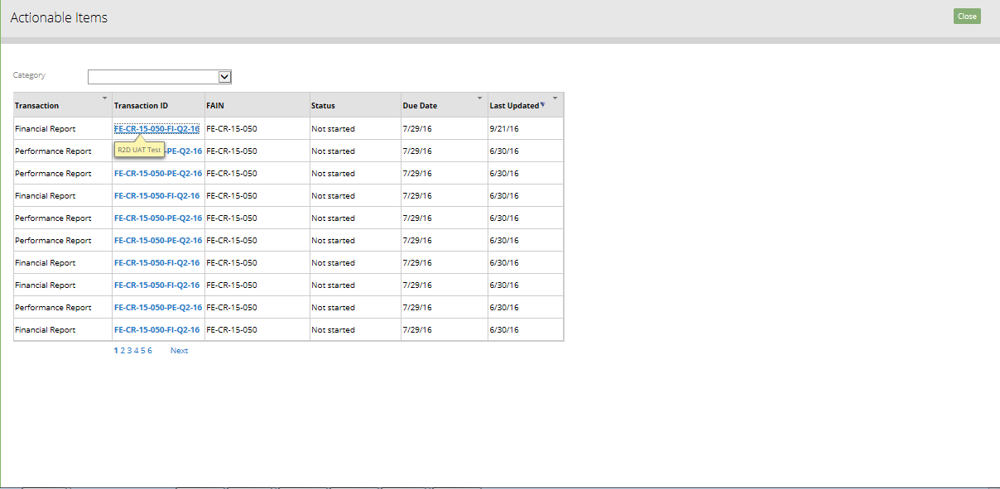 Actionable Items
Close
Category
Transaction Transaction ID FAIN Status Due Date Last Updated
Financial Report FE-CR-15-050-FI-Q2-16 FE-CR-15-050 Not started 7/29/16 9/21/16
Performance Report R2D UAT Test -PE-Q2-16 FE-CR-15-050 Not started 7/29/16 6/30/16
Performance Report FE-CR-15-050-PE-Q2-16 FE-CR-15-050 Not started 7/29/16 6/30/16
Financial Report FE-CR-15-050-FI-Q2-16 FE-CR-15-050 Not started 7/29/16 6/30/16
Performance Report FE-CR-15-050-PE-Q2-16 FE-CR-15-050 Not started 7/29/16 6/30/16
Performance Report FE-CR-15-050-PE-Q2-16 FE-CR-15-050 Not started 7/29/16 6/30/16
Financial Report FE-CR-15-050-FI-Q2-16 FE-CR-15-050 Not started 7/29/16 6/30/16
Financial Report FE-CR-15-050-FI-Q2-16 FE-CR-15-050 Not started 7/29/16 6/30/16
Performance Report FE-CR-15-050-PE-Q2-16 FE-CR-15-050 Not started 7/29/16 6/30/16
Financial Report FE-CR-15-050-FI-Q2-16 FE-CR-15-050 Not started 7/29/16 6/30/16
1 2 3 4 5 6 Next